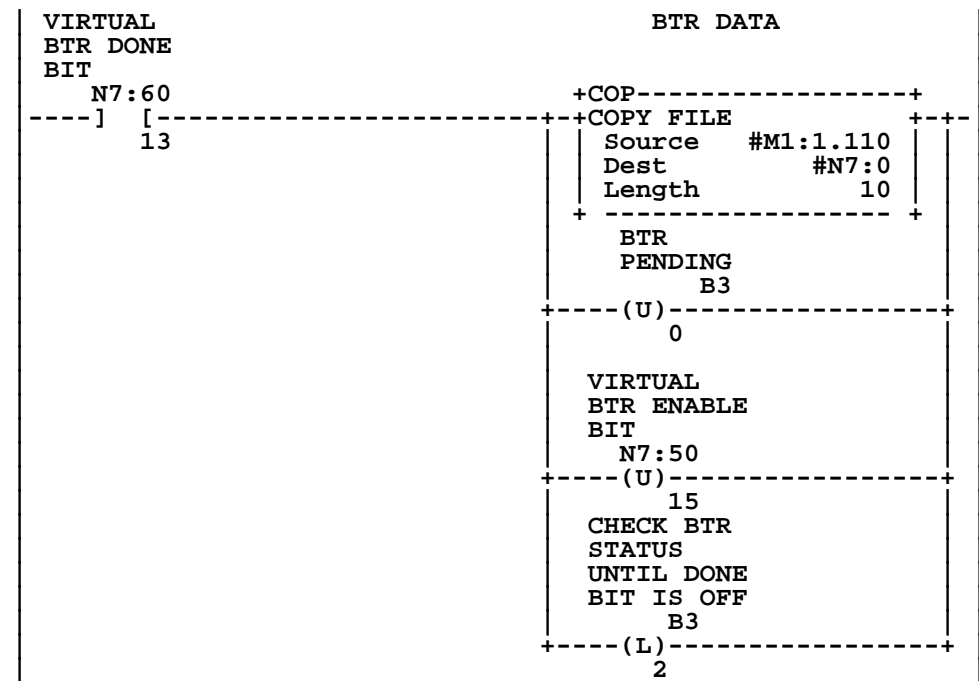 VIRTUAL BTR DATA
BTR DONE
BIT
N7:60 +COP-----------------+
----] [------------------------+-+COPY FILE +-+-
13 | | Source #M1:1.110 | |
| | Dest #N7:0 | |
| | Length 10 | |
| + ------------------ + |
BTR
PENDING
B3
+----(U)-----------------+
0
VIRTUAL
BTR ENABLE
BIT
N7:50
+----(U)-----------------+
15
CHECK BTR
STATUS
UNTIL DONE
BIT IS OFF
B3
+----(L)-----------------+
2